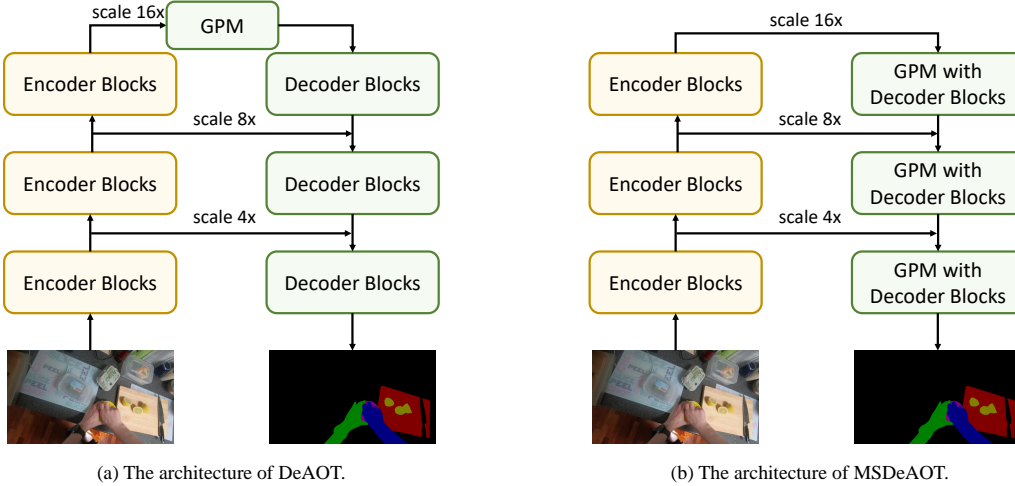 scale 16x
GPM
Encoder Blocks
Decoder Blocks
scale 8x
Encoder Blocks
Decoder Blocks
scale 4x
Encoder Blocks
Decoder Blocks
(a) The architecture of DeAOT.
scale 16x
Encoder Blocks
GPM with
Decoder Blocks
scale 8x
Encoder Blocks
GPM with
Decoder Blocks
scale 4x
Encoder Blocks
GPM with
Decoder Blocks
(b) The architecture of MSDeAOT.